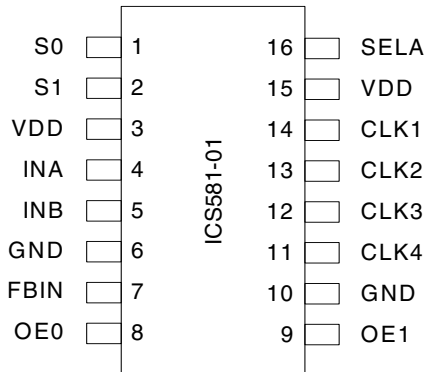 S0 1 16 SELA
S1 2 15 VDD
VDD 3 14 CLK1
INA 4 13 CLK2
INB 5 12 CLK3
GND 6 11 CLK4
FBIN 7 10 GND
OE0 8 9 OE1
ICS581-01